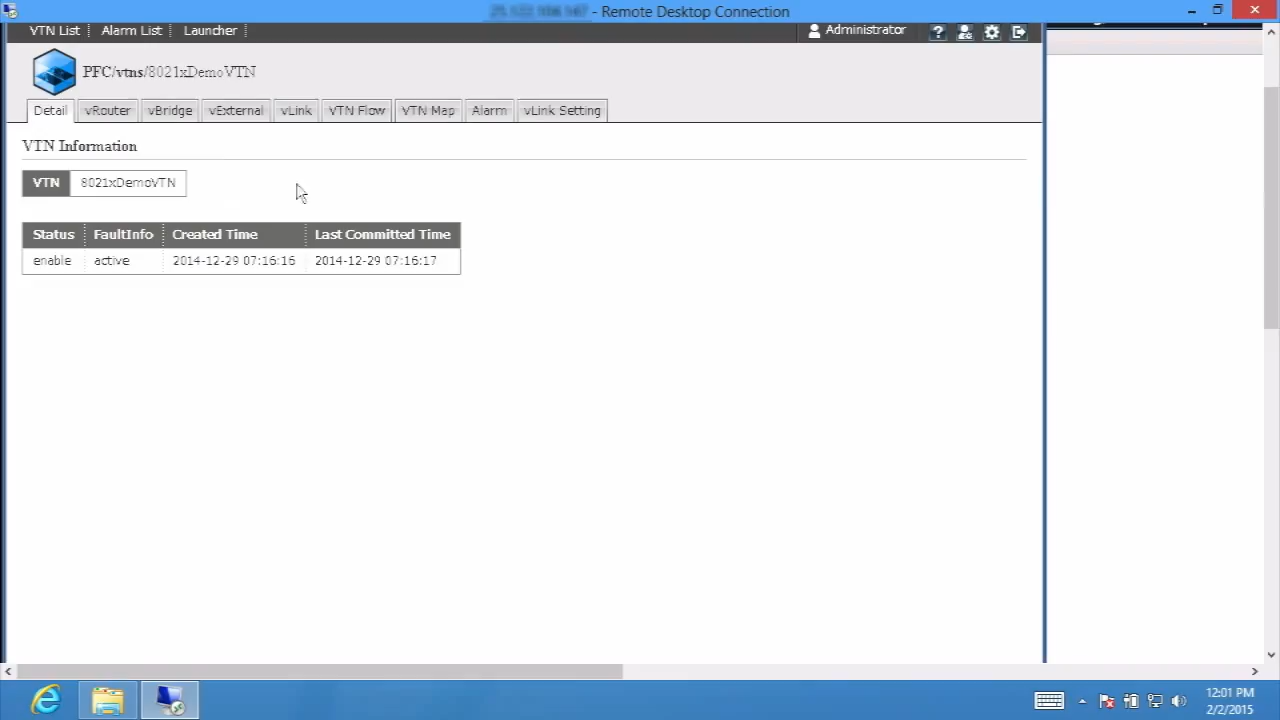 - Remote Desktop Connection
VTN List Alarm List Launcher Administrator ?
PFC/vtns/8021xDemoVTN
Detail vRouter vBridge vExternal vLink VTN Flow VTN Map Alarm vLink Setting
VTN Information
VTN 8021xDemoVTN
Status FaultInfo Created Time Last Committed Time
enable active 2014-12-29 07:16:16 2014-12-29 07:16:17
12:01 PM
2/2/2015